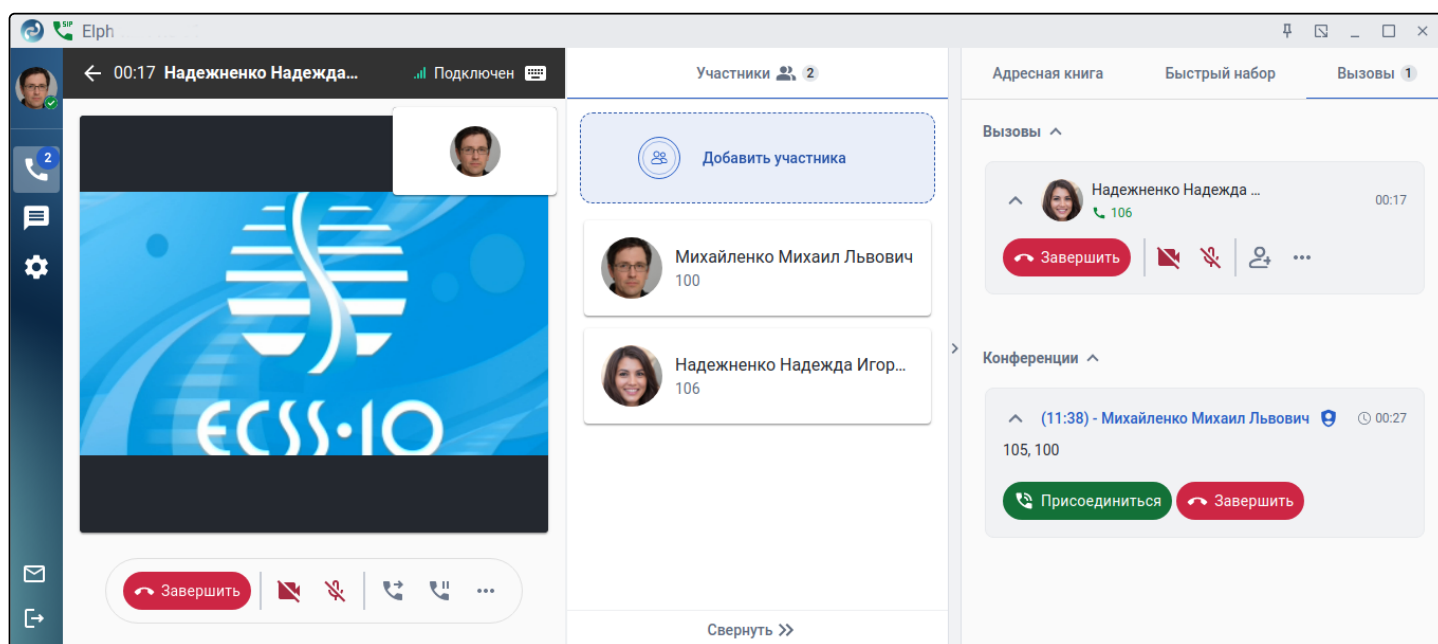 SIP
Elph
00:17 Надежненко Надежда...
Подключен
Участники 2
Адресная книга
Быстрый набор
Вызовы 1
2
Добавить участника
Михайленко Михаил Львович
100
Надежненко Надежда Игор...
106
ECSS·10
Завершить
Свернуть
Вызовы
Надежненко Надежда ...
106
00:17
Завершить
Конференции
(11:38) - Михайленко Михаил Львович
00:27
105, 100
Присоединиться
Завершить